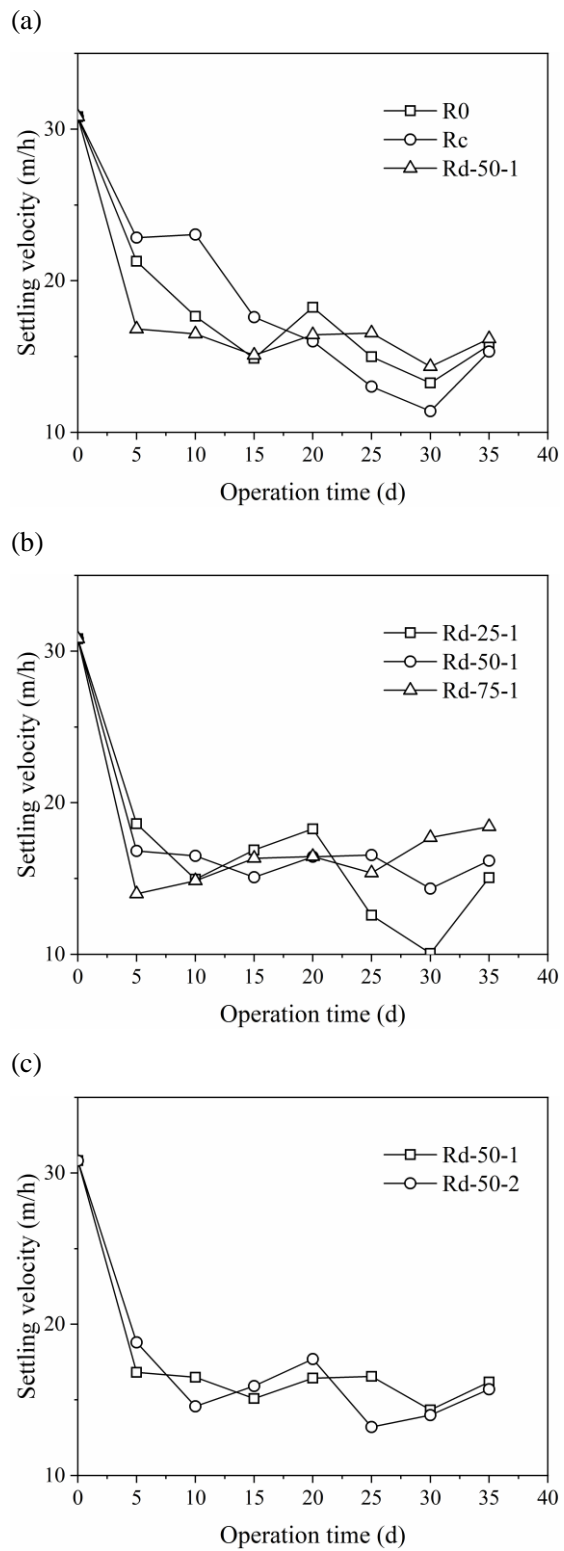 (a)
R0
Rc
Rd-50-1
30
20
10
Settling velocity (m/h)
0 5 10 15 20 25 30 35 40
Operation time (d)
(b)
Rd-25-1
Rd-50-1
Rd-75-1
30
20
10
Settling velocity (m/h)
0 5 10 15 20 25 30 35 40
Operation time (d)
(c)
Rd-50-1
Rd-50-2
30
20
10
Settling velocity (m/h)
0 5 10 15 20 25 30 35 40
Operation time (d)